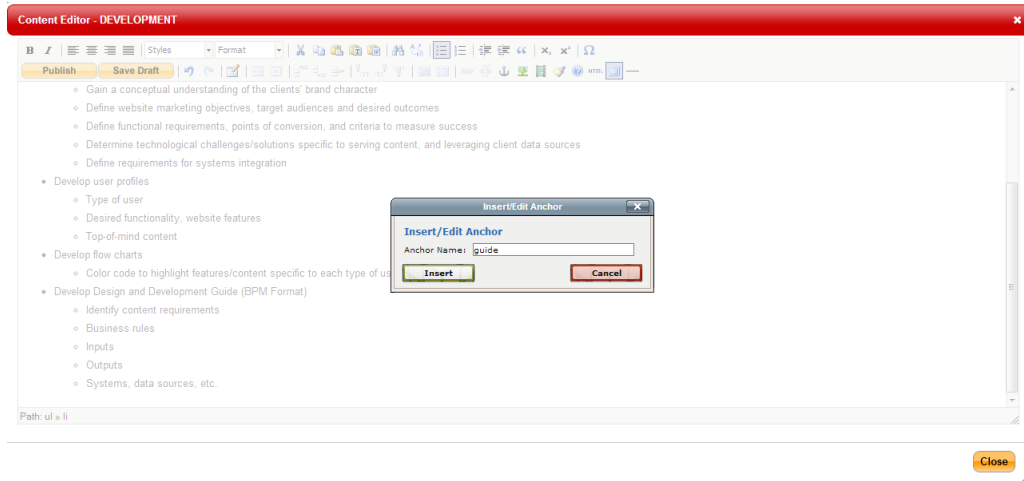 Content Editor - DEVELOPMENT
B I Styles Format x, x² Ω
Publish Save Draft HTML
Gain a conceptual understanding of the clients' brand character
Define website marketing objectives, target audiences and desired outcomes
Define functional requirements, points of conversion, and criteria to measure success
Determine technological challenges/solutions specific to serving content, and leveraging client data sources
Define requirements for systems integration
Develop user profiles
Type of user
Desired functionality, website features
Top-of-mind content
Develop flow charts
Color code to highlight features/content specific to each type of us
Develop Design and Development Guide (BPM Format)
Identify content requirements
Business rules
Inputs
Outputs
Systems, data sources, etc.
Insert/Edit Anchor
Insert/Edit Anchor
Anchor Name: guide
Insert Cancel
Path: ul » li
Close